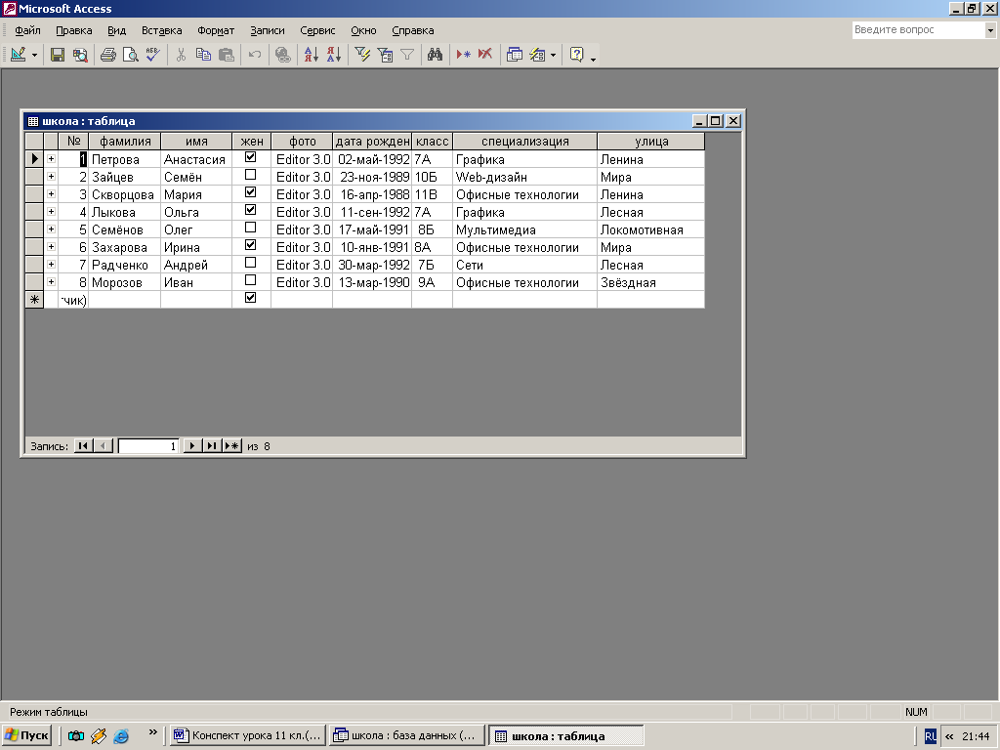 Microsoft Access
Файл Правка Вид Вставка Формат Записи Сервис Окно Справка Введите вопрос
школа : таблица
№ фамилия имя жен фото дата рожден класс специализация улица
1 Петрова Анастасия Editor 3.0 02-май-1992 7А Графика Ленина
2 Зайцев Семён Editor 3.0 23-ноя-1989 10Б Web-дизайн Мира
3 Скворцова Мария Editor 3.0 16-апр-1988 11В Офисные технологии Ленина
4 Лыкова Ольга Editor 3.0 11-сен-1992 7А Графика Лесная
5 Семёнов Олег Editor 3.0 17-май-1991 8Б Мультимедиа Локомотивная
6 Захарова Ирина Editor 3.0 10-янв-1991 8А Офисные технологии Мира
7 Радченко Андрей Editor 3.0 30-мар-1992 7Б Сети Лесная
8 Морозов Иван Editor 3.0 13-мар-1990 9А Офисные технологии Звёздная
чик)
Запись: 1 из 8
Режим таблицы NUM
Пуск » Конспект урока 11 кл.(... школа : база данных (... школа : таблица RU « 21:44